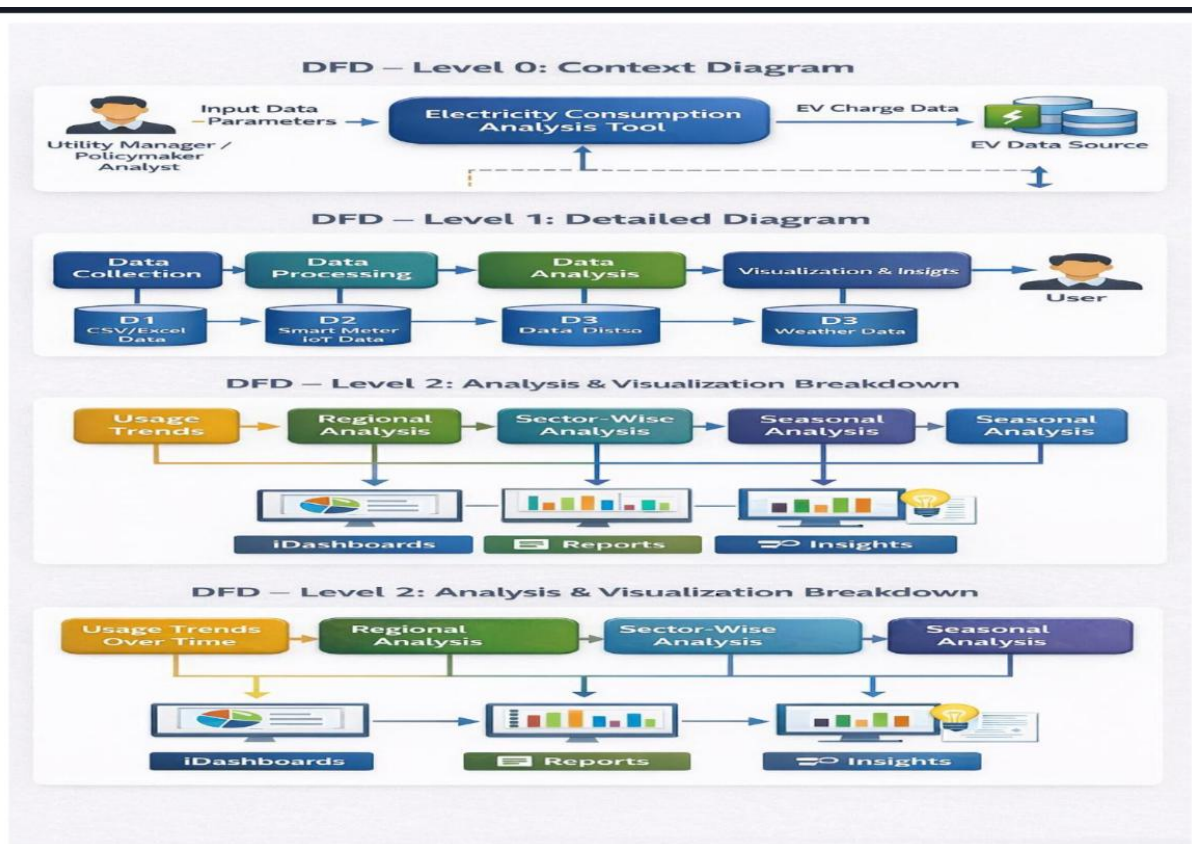 DFD – Level 0: Context Diagram
Input Data
Parameters
Utility Manager /
Policymaker
Analyst
Electricity Consumption
Analysis Tool
EV Charge Data
EV Data Source
DFD – Level 1: Detailed Diagram
Data
Collection
Data
Processing
Data
Analysis
Visualization & Insigts
User
D1
CSV/Excel
Data
D2
Smart Meter
IoT Data
D3
Data Distso
D3
Weather Data
DFD – Level 2: Analysis & Visualization Breakdown
Usage
Trends
Regional
Analysis
Sector-Wise
Analysis
Seasonal
Analysis
Seasonal
Analysis
iDashboards
Reports
Insights
DFD – Level 2: Analysis & Visualization Breakdown
Usage Trends
Over Time
Regional
Analysis
Sector-Wise
Analysis
Seasonal
Analysis
iDashboards
Reports
Insights